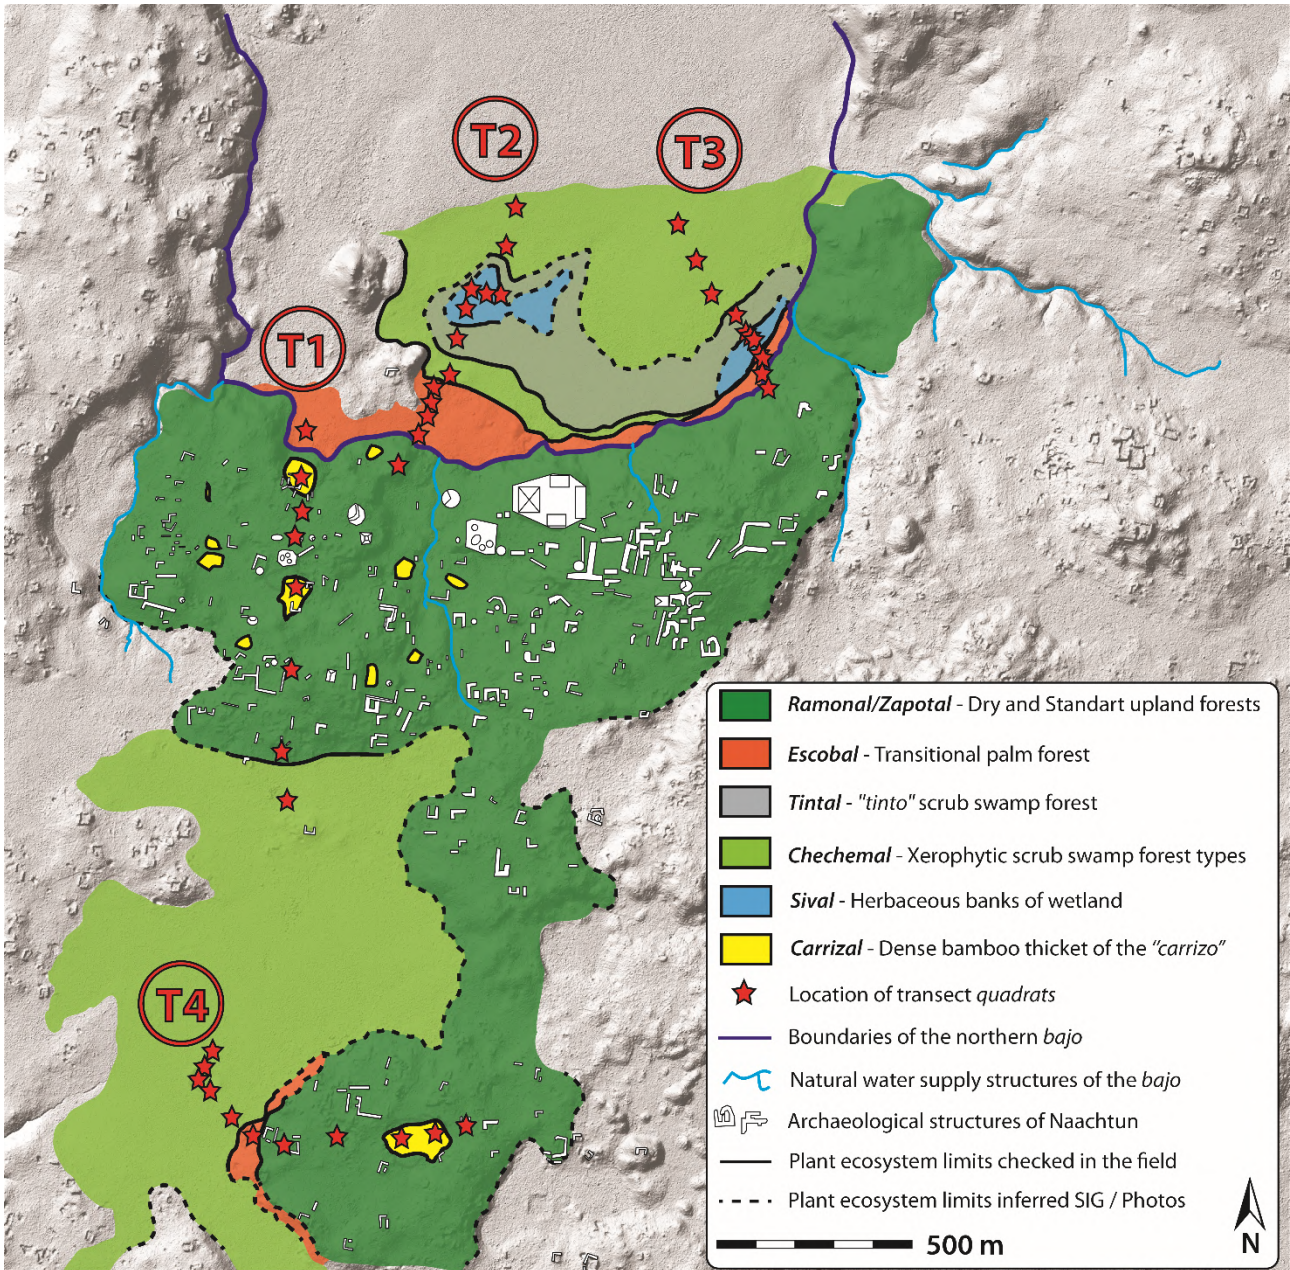 T2
T3
T1
T4
Ramonal/Zapotal - Dry and Standart upland forests
Escobal - Transitional palm forest
Tintal - "tinto" scrub swamp forest
Chechemal - Xerophytic scrub swamp forest types
Sival - Herbaceous banks of wetland
Carrizal - Dense bamboo thicket of the "carrizo"
Location of transect quadrats
Boundaries of the northern bajo
Natural water supply structures of the bajo
Archaeological structures of Naachtun
Plant ecosystem limits checked in the field
Plant ecosystem limits inferred SIG / Photos
500 m
N